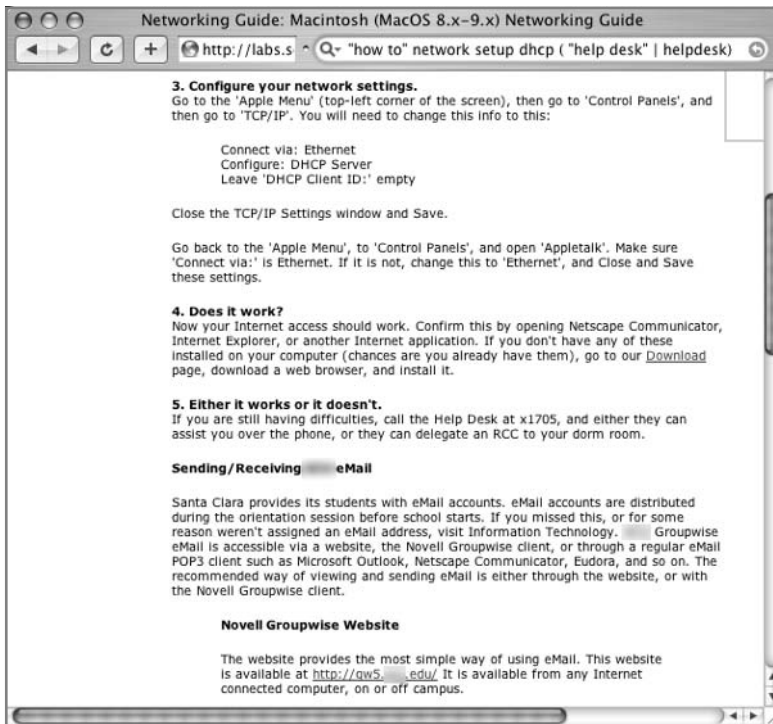 Networking Guide: Macintosh (MacOS 8.x–9.x) Networking Guide
http://labs.s
"how to" network setup dhcp ( "help desk" | helpdesk)
3. Configure your network settings.
Go to the 'Apple Menu' (top-left corner of the screen), then go to 'Control Panels', and
then go to 'TCP/IP'. You will need to change this info to this:
Connect via: Ethernet
Configure: DHCP Server
Leave 'DHCP Client ID:' empty
Close the TCP/IP Settings window and Save.
Go back to the 'Apple Menu', to 'Control Panels', and open 'Appletalk'. Make sure
'Connect via:' is Ethernet. If it is not, change this to 'Ethernet', and Close and Save
these settings.
4. Does it work?
Now your Internet access should work. Confirm this by opening Netscape Communicator,
Internet Explorer, or another Internet application. If you don't have any of these
installed on your computer (chances are you already have them), go to our Download
page, download a web browser, and install it.
5. Either it works or it doesn't.
If you are still having difficulties, call the Help Desk at x1705, and either they can
assist you over the phone, or they can delegate an RCC to your dorm room.
Sending/Receiving eMail
Santa Clara provides its students with eMail accounts. eMail accounts are distributed
during the orientation session before school starts. If you missed this, or for some
reason weren't assigned an eMail address, visit Information Technology. Groupwise
eMail is accessible via a website, the Novell Groupwise client, or through a regular eMail
POP3 client such as Microsoft Outlook, Netscape Communicator, Eudora, and so on. The
recommended way of viewing and sending eMail is either through the website, or with
the Novell Groupwise client.
Novell Groupwise Website
The website provides the most simple way of using eMail. This website
is available at http://gw5. .edu/ It is available from any Internet
connected computer, on or off campus.